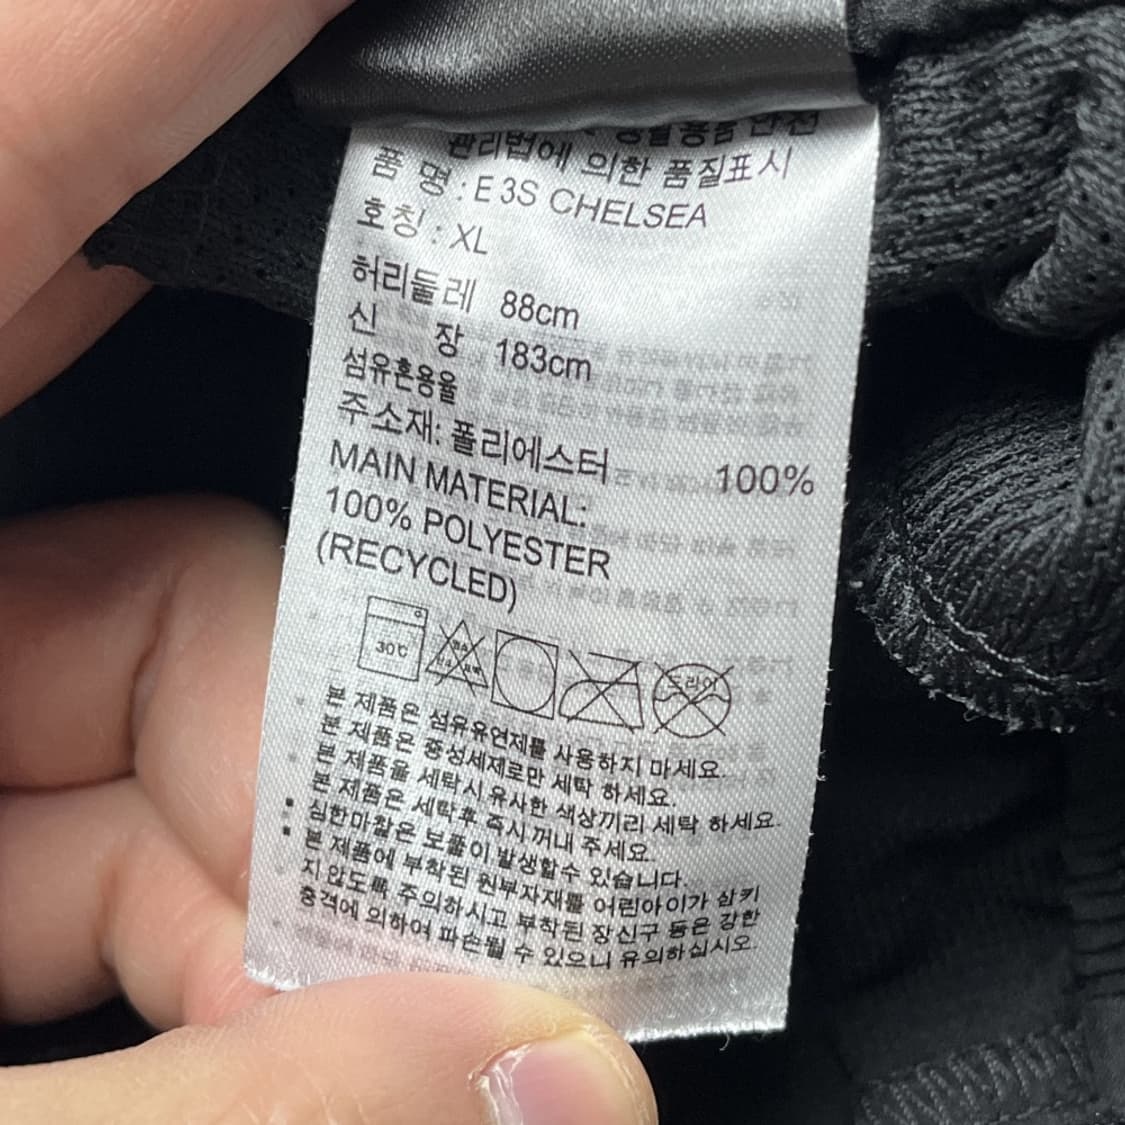 관리법에 의한 품질표시
품 명 : E 3S CHELSEA
호칭 : XL
허리둘레 88cm
신 장 183cm
섬유혼용율
주소재: 폴리에스터 100%
MAIN MATERIAL:
100% POLYESTER
(RECYCLED)
30℃
드라이
본 제품은 섬유유연제를 사용하지 마세요.
본 제품은 중성세제로만 세탁 하세요.
본 제품을 세탁시 유사한 색상끼리 세탁 하세요.
본 제품은 세탁후 즉시 꺼내 주세요.
심한마찰은 보풀이 발생할수 있습니다.
본 제품에 부착된 원부자재를 어린아이가 삼키
지 않도록 주의하시고 부착된 장신구 등은 강한
충격에 의하여 파손될 수 있으니 유의하십시오.